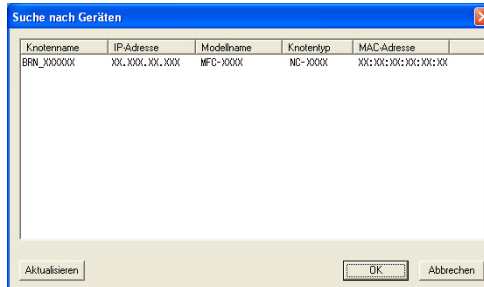 Suche nach Geräten
Knotenname IP-Adresse Modellname Knotentyp MAC-Adresse
BRN_XXXXXX XX.XXX.XX.XXX MFC-XXXX NC-XXXX XX:XX:XX:XX:XX:XX
Aktualisieren OK Abbrechen